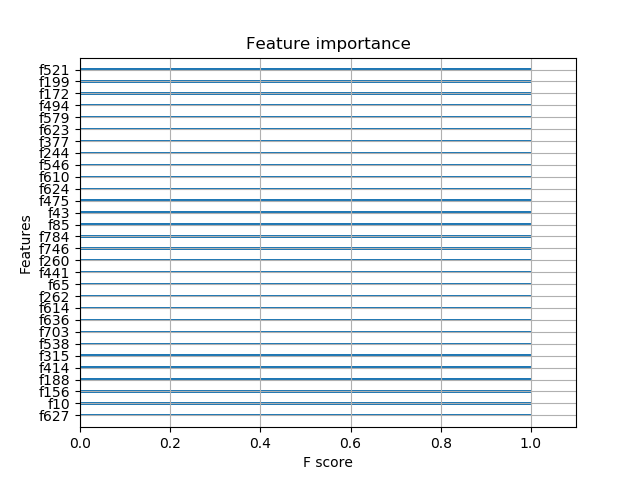 Feature importance
f521
f199
f172
f494
f579
f623
f377
f244
f546
f610
f624
f475
f43
f85
f784
f746
f260
f441
f65
f262
f614
f636
f703
f538
f315
f414
f188
f156
f10
f627
Features
0.0 0.2 0.4 0.6 0.8 1.0
F score